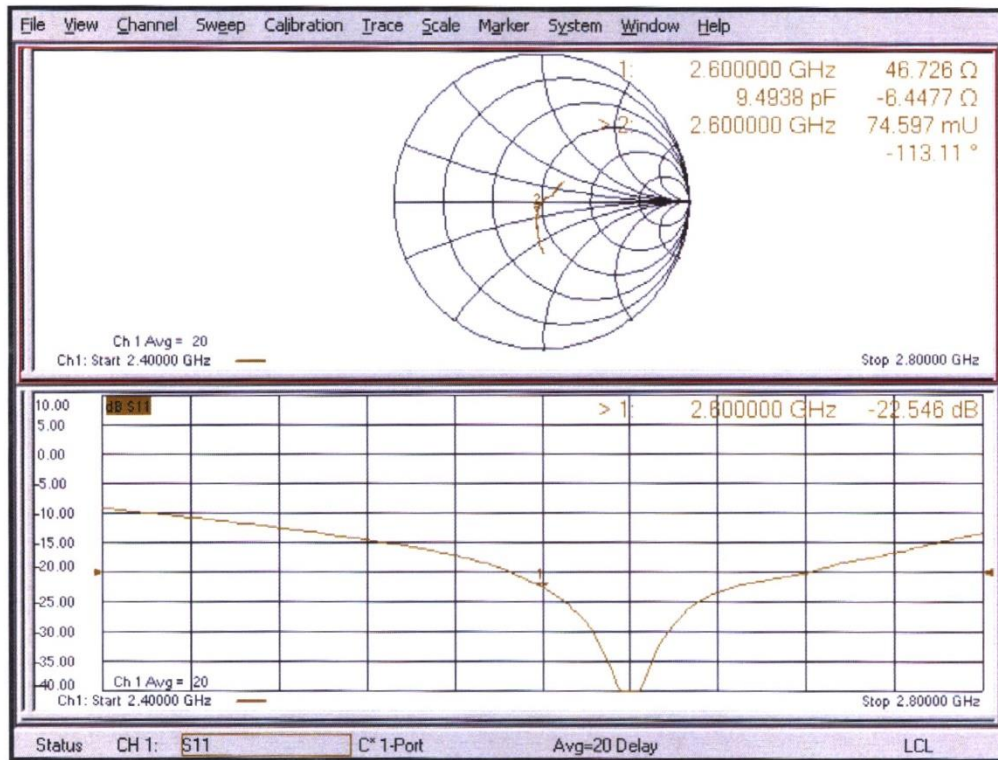 File View Channel Sweep Calibration Trace Scale Marker System Window Help
1: 2.600000 GHz 46.726 Ω
9.4938 pF -6.4477 Ω
> 2: 2.600000 GHz 74.597 mU
-113.11 °
2
Ch 1 Avg = 20
Ch1: Start 2.40000 GHz Stop 2.80000 GHz
10.00 dB S11 > 1: 2.600000 GHz -22.546 dB
5.00
0.00
-5.00
-10.00
-15.00
-20.00
1
-25.00
-30.00
-35.00
-40.00 Ch 1 Avg = 20
Ch1: Start 2.40000 GHz Stop 2.80000 GHz
Status CH 1: S11 C* 1-Port Avg=20 Delay LCL